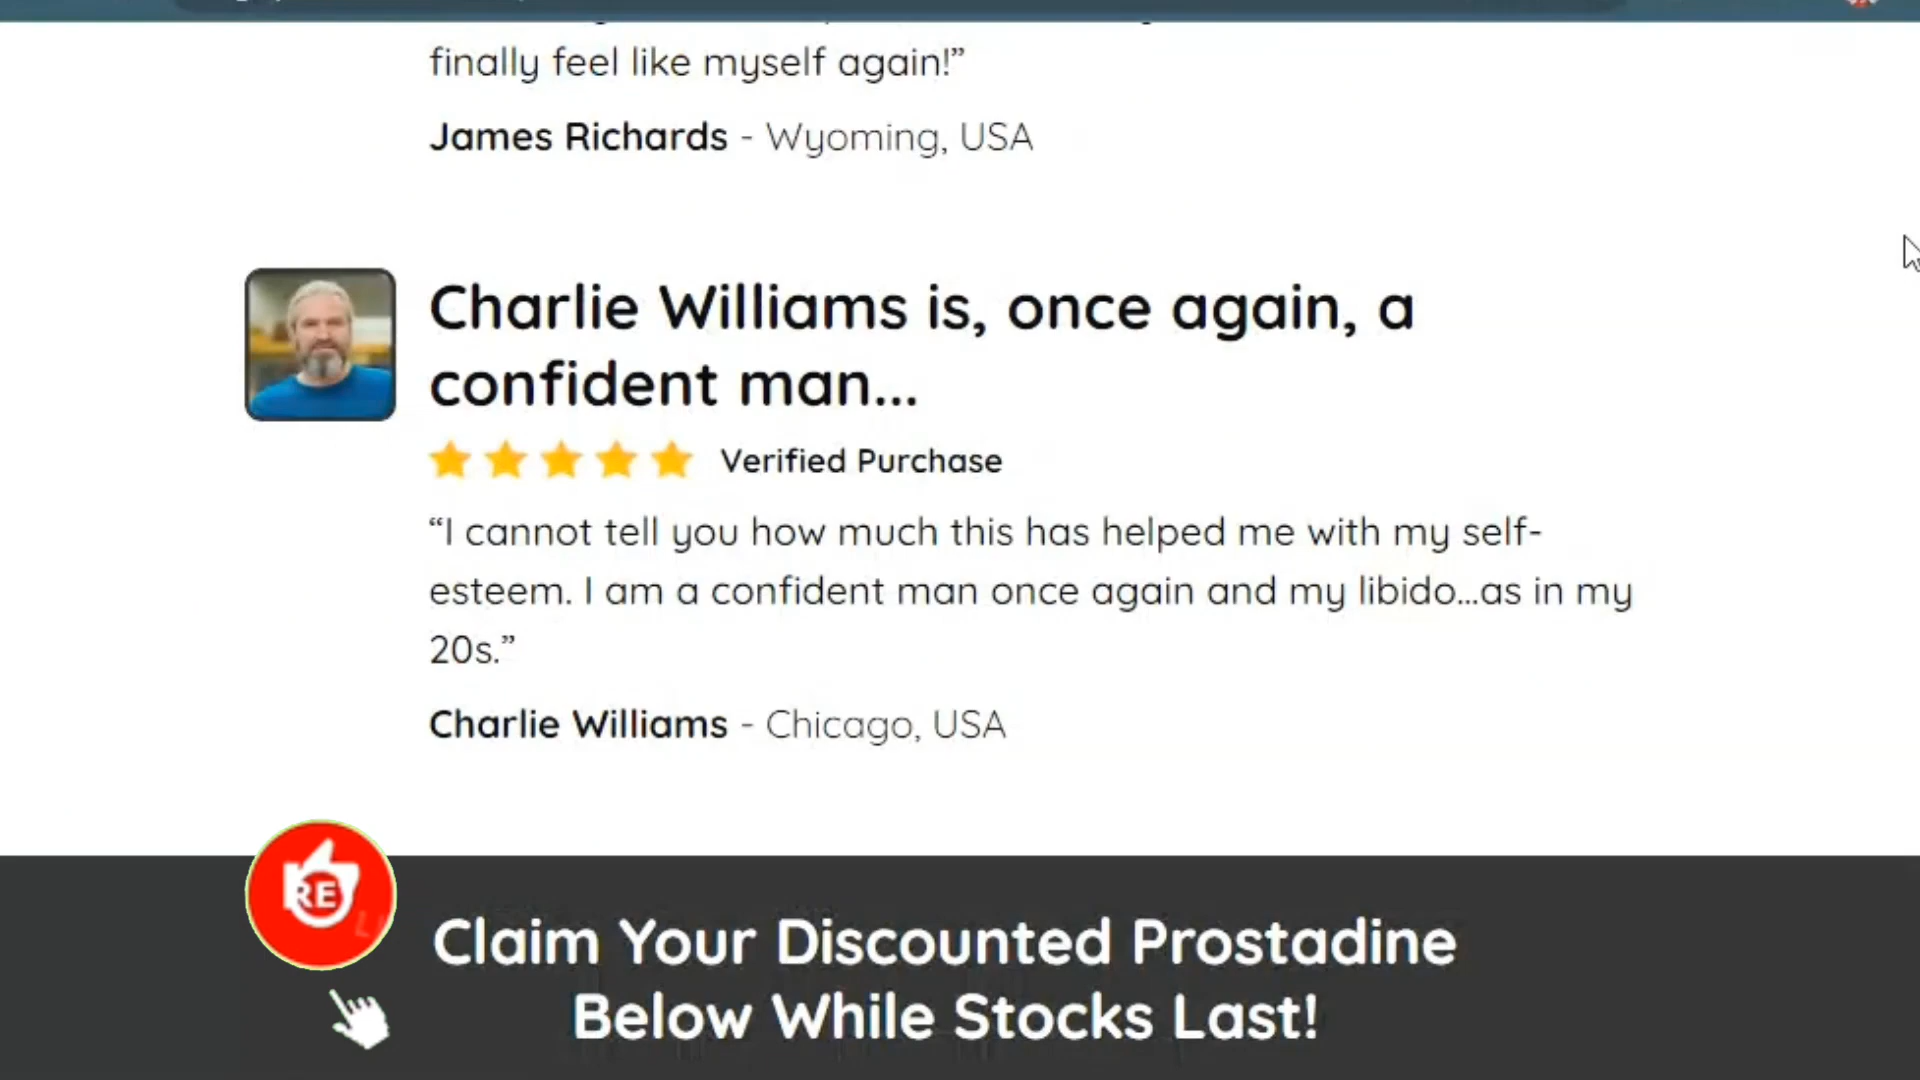 finally feel like myself again!”
James Richards - Wyoming, USA
Charlie Williams is, once again, a
confident man...
Verified Purchase
“I cannot tell you how much this has helped me with my self-
esteem. I am a confident man once again and my libido...as in my
20s.”
Charlie Williams - Chicago, USA
RE
Claim Your Discounted Prostadine
Below While Stocks Last!